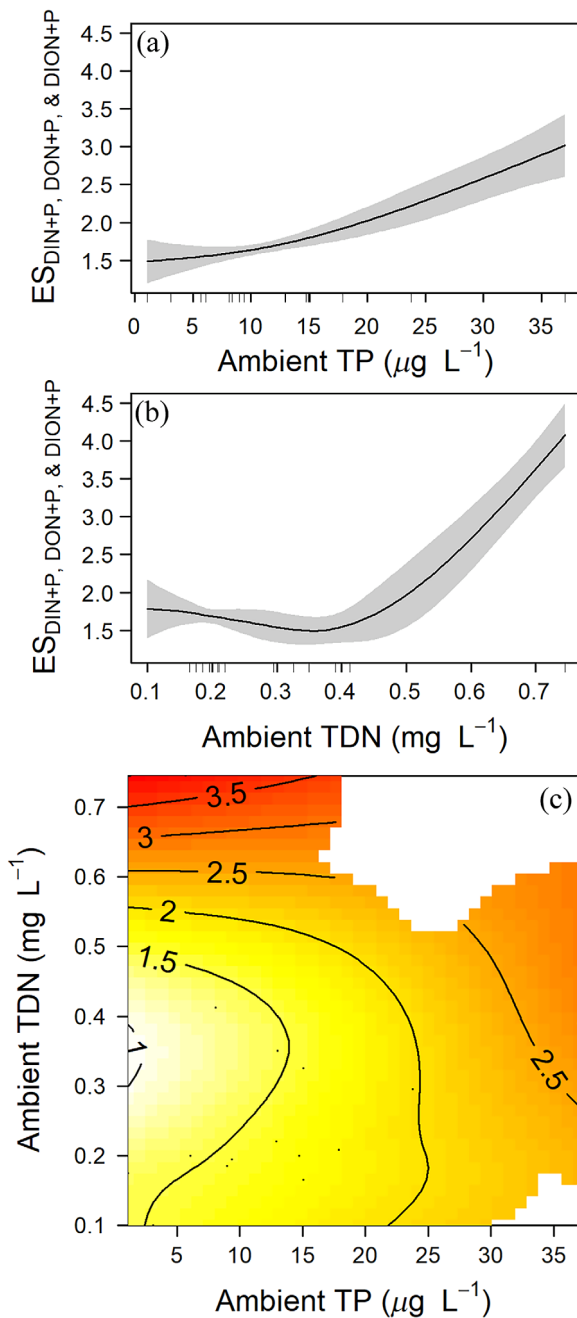 (a)
4.5
4.0
3.5
3.0
2.5
2.0
1.5
ES_DIN+P, DON+P, & DION+P
0 5 10 15 20 25 30 35
Ambient TP (μg L⁻¹)
(b)
4.5
4.0
3.5
3.0
2.5
2.0
1.5
ES_DIN+P, DON+P, & DION+P
0.1 0.2 0.3 0.4 0.5 0.6 0.7
Ambient TDN (mg L⁻¹)
(c)
0.7
0.6
0.5
0.4
0.3
0.2
0.1
Ambient TDN (mg L⁻¹)
3.5
3
2.5
2
1.5
1
2.5
5 10 15 20 25 30 35
Ambient TP (μg L⁻¹)